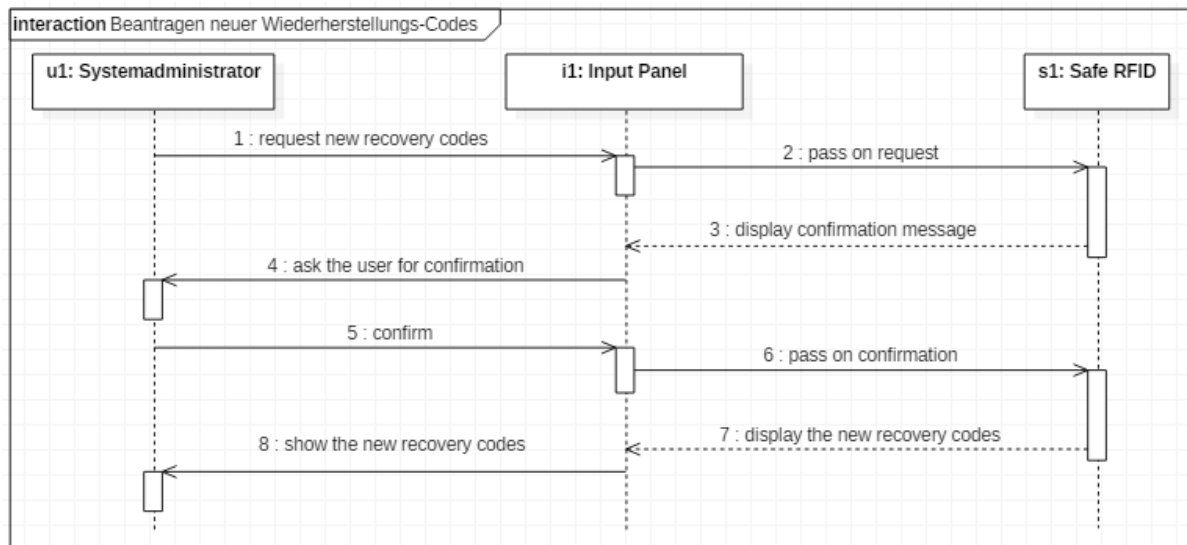 interaction Beantragen neuer Wiederherstellungs-Codes
u1: Systemadministrator
i1: Input Panel
s1: Safe RFID
1 : request new recovery codes
2 : pass on request
3 : display confirmation message
4 : ask the user for confirmation
5 : confirm
6 : pass on confirmation
7 : display the new recovery codes
8 : show the new recovery codes